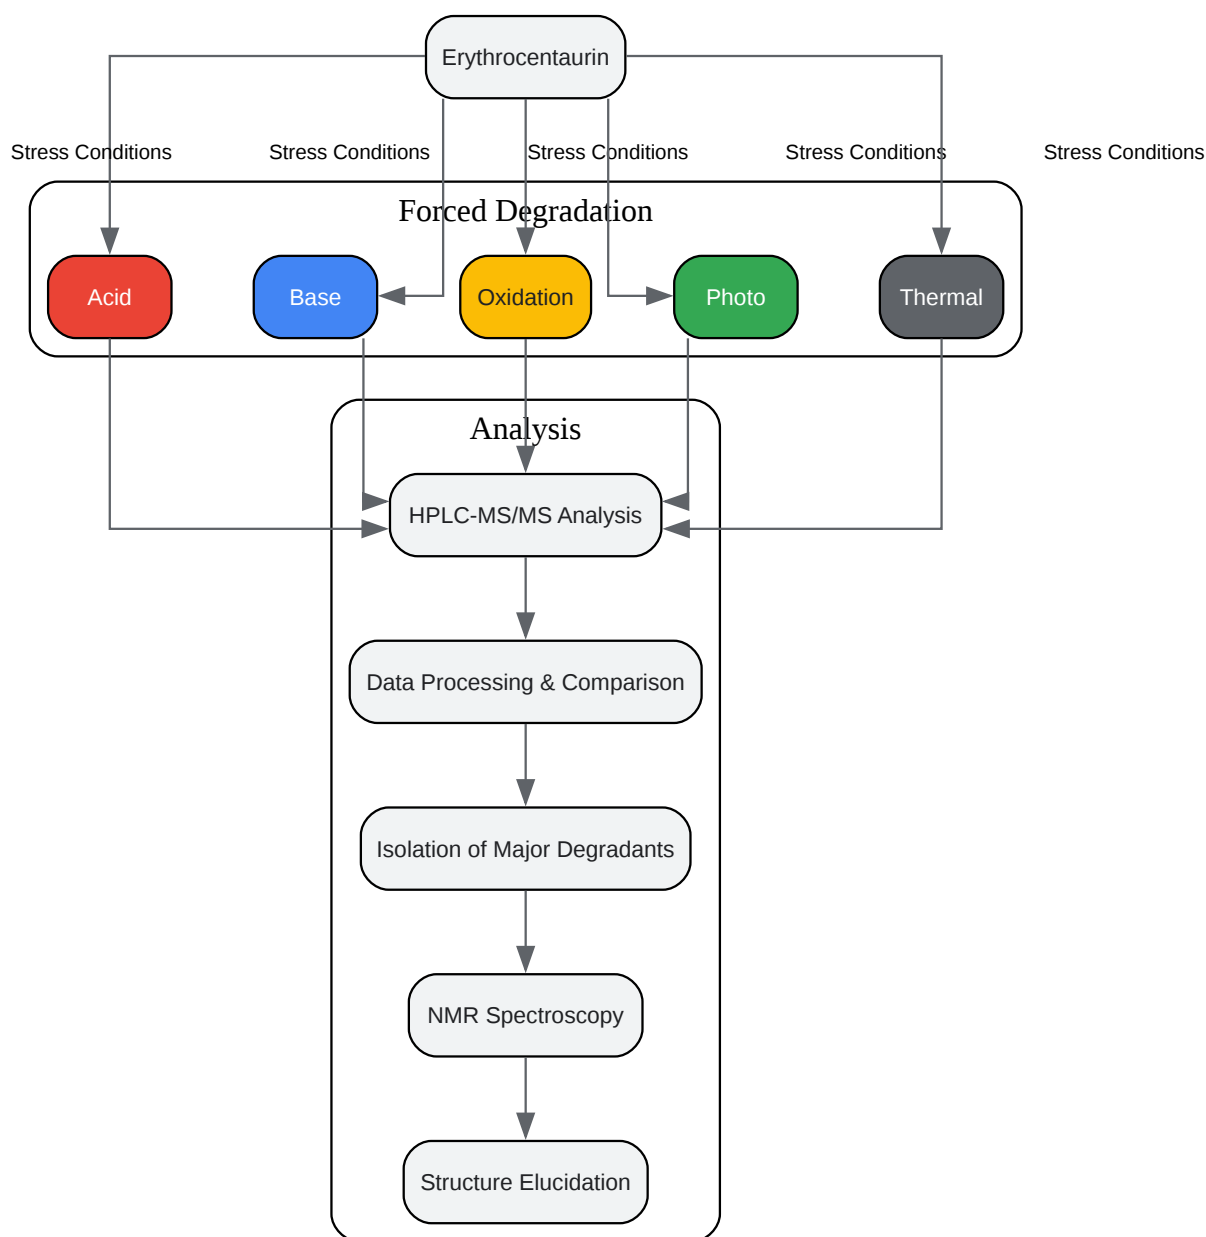 Erythrocentaurin
Stress Conditions
Stress Conditions
Stress Conditions
Stress Conditions
Stress Conditions
Forced Degradation
Acid
Base
Oxidation
Photo
Thermal
Analysis
HPLC-MS/MS Analysis
Data Processing & Comparison
Isolation of Major Degradants
NMR Spectroscopy
Structure Elucidation